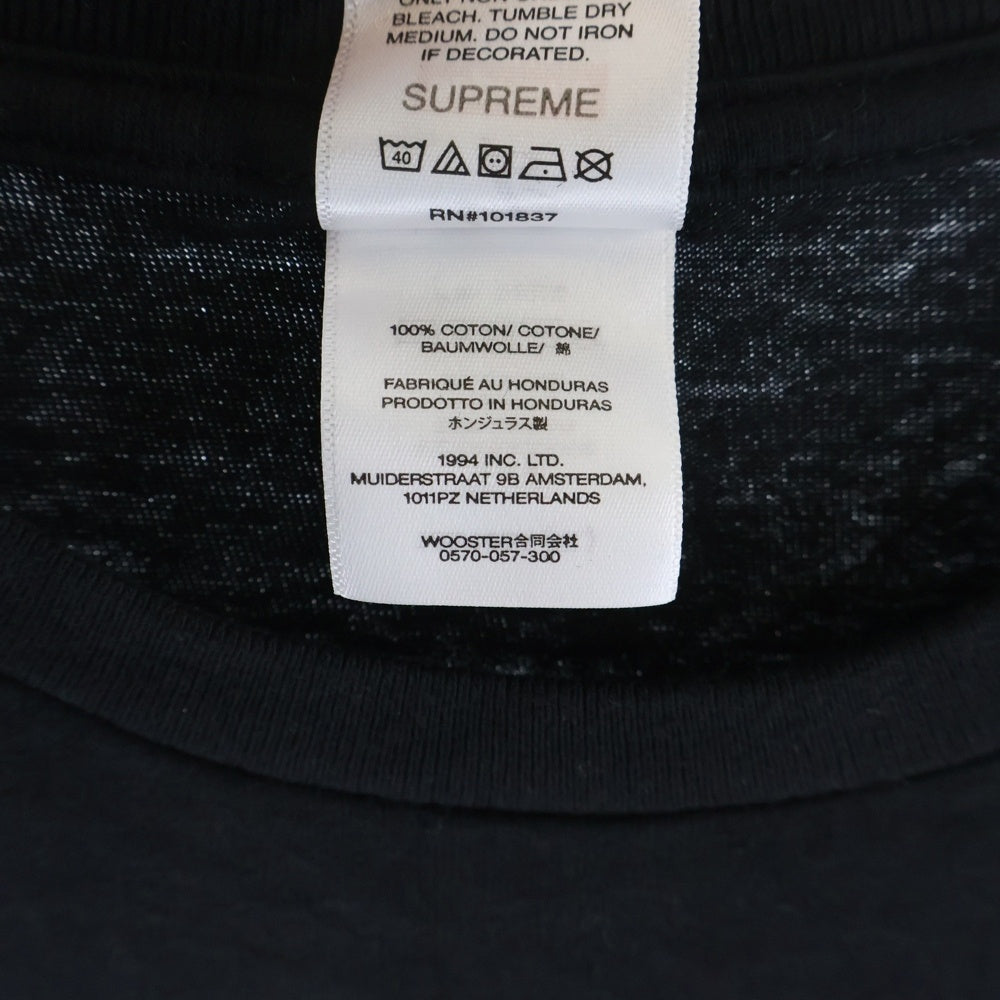 BLEACH. TUMBLE DRY
MEDIUM. DO NOT IRON
IF DECORATED.
SUPREME
40
RN#101837
100% COTON/ COTONE/
BAUMWOLLE/ 綿
FABRIQUÉ AU HONDURAS
PRODOTTO IN HONDURAS
ホンジュラス製
1994 INC. LTD.
MUIDERSTRAAT 9B AMSTERDAM,
1011PZ NETHERLANDS
WOOSTER合同会社
0570-057-300